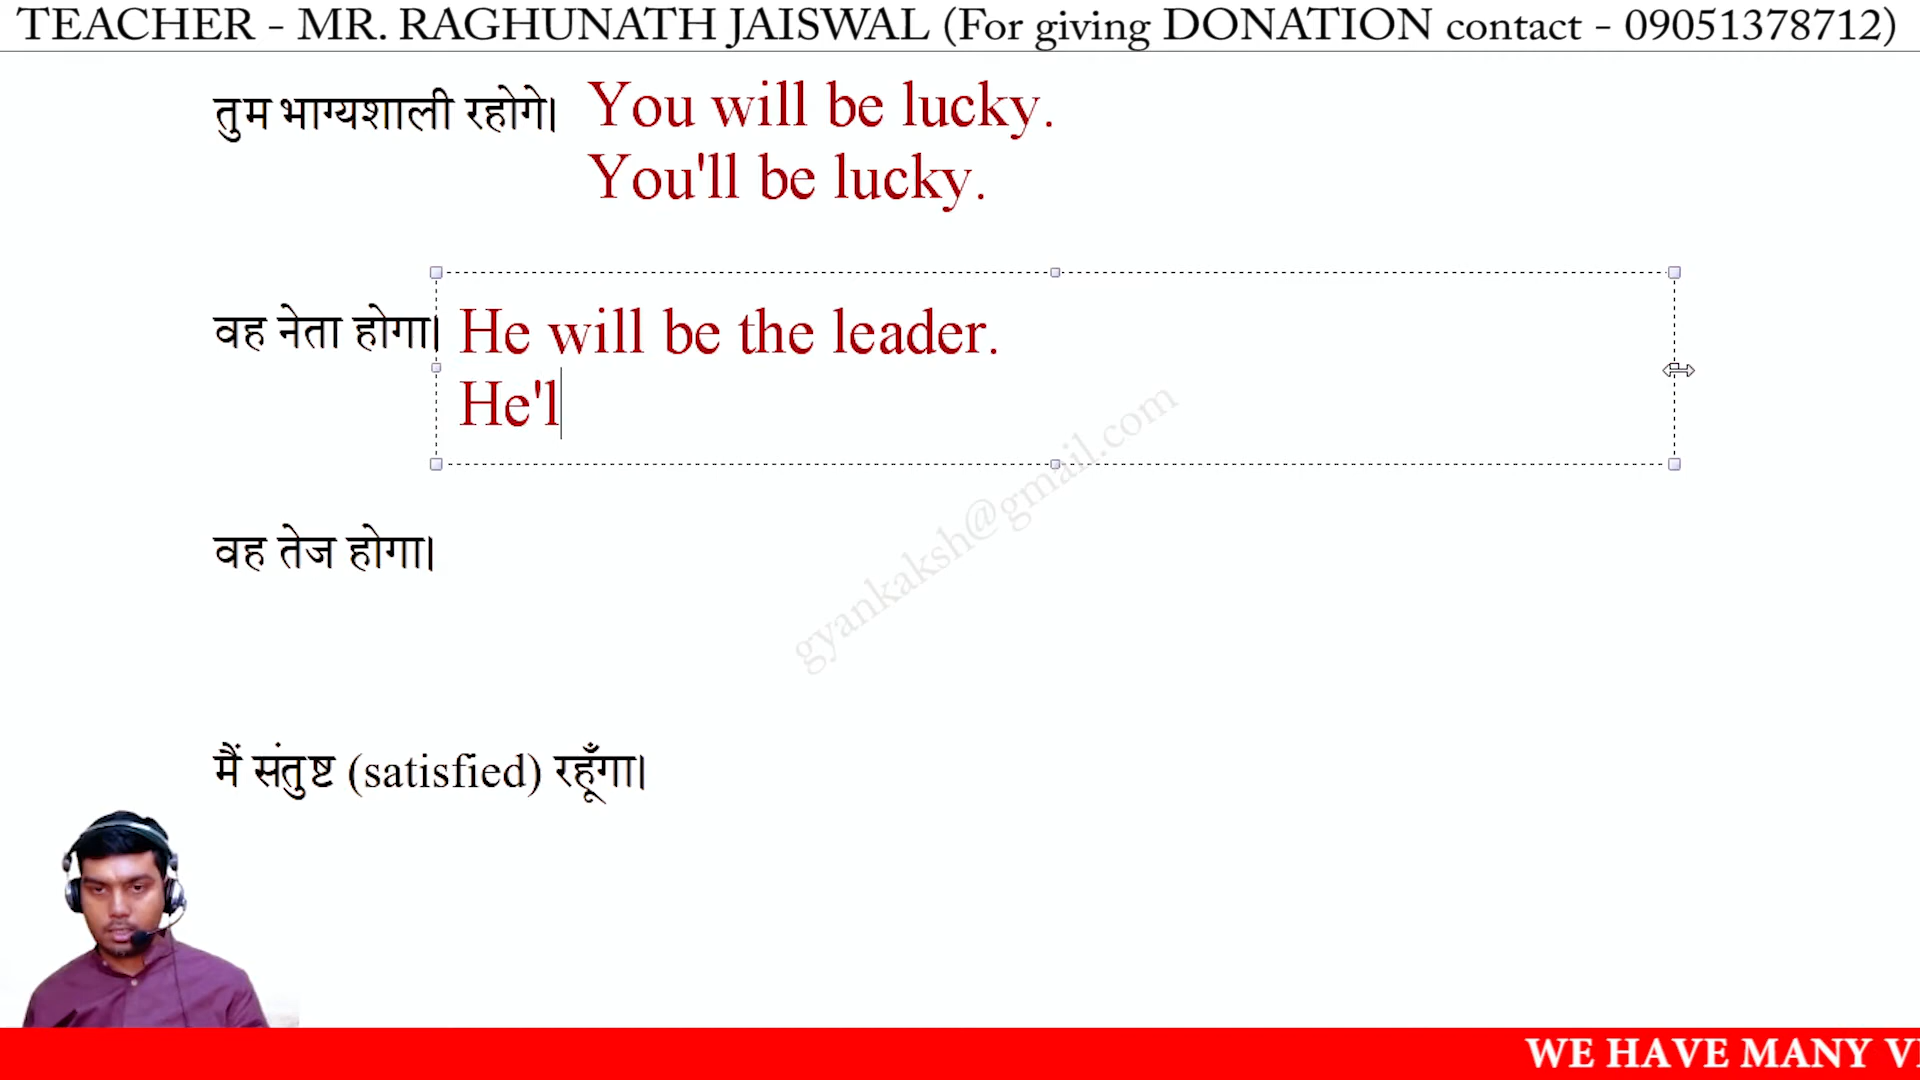 TEACHER - MR. RAGHUNATH JAISWAL (For giving DONATION contact - 09051378712)
तुम भाग्यशाली रहोगे। You will be lucky.
You'll be lucky.
वह नेता होगा। He will be the leader.
He'l
वह तेज होगा।
मैं संतुष्ट (satisfied) रहूँगा।
gyankaksh@gmail.com
WE HAVE MANY V